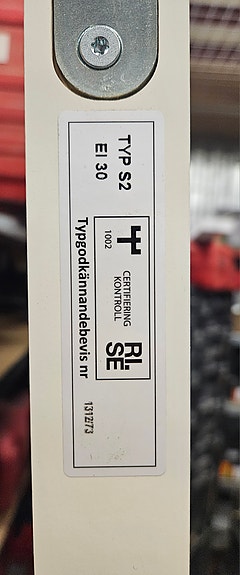 TYP S2
EI 30
1002
CERTIFIERING
KONTROLL
RI.
SE
Typgodkännandebevis nr
1312/73